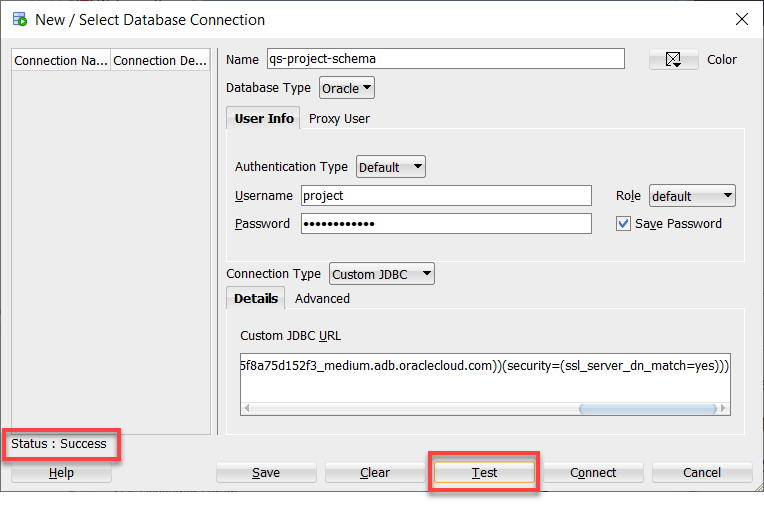 New / Select Database Connection
Connection Na... Connection De...
Name qs-project-schema Color
Database Type Oracle
User Info Proxy User
Authentication Type Default
Username project Role default
Password •••••••••••• Save Password
Connection Type Custom JDBC
Details Advanced
Custom JDBC URL
5f8a75d152f3_medium.adb.oraclecloud.com))(security=(ssl_server_dn_match=yes)))
Status : Success
Help Save Clear Test Connect Cancel